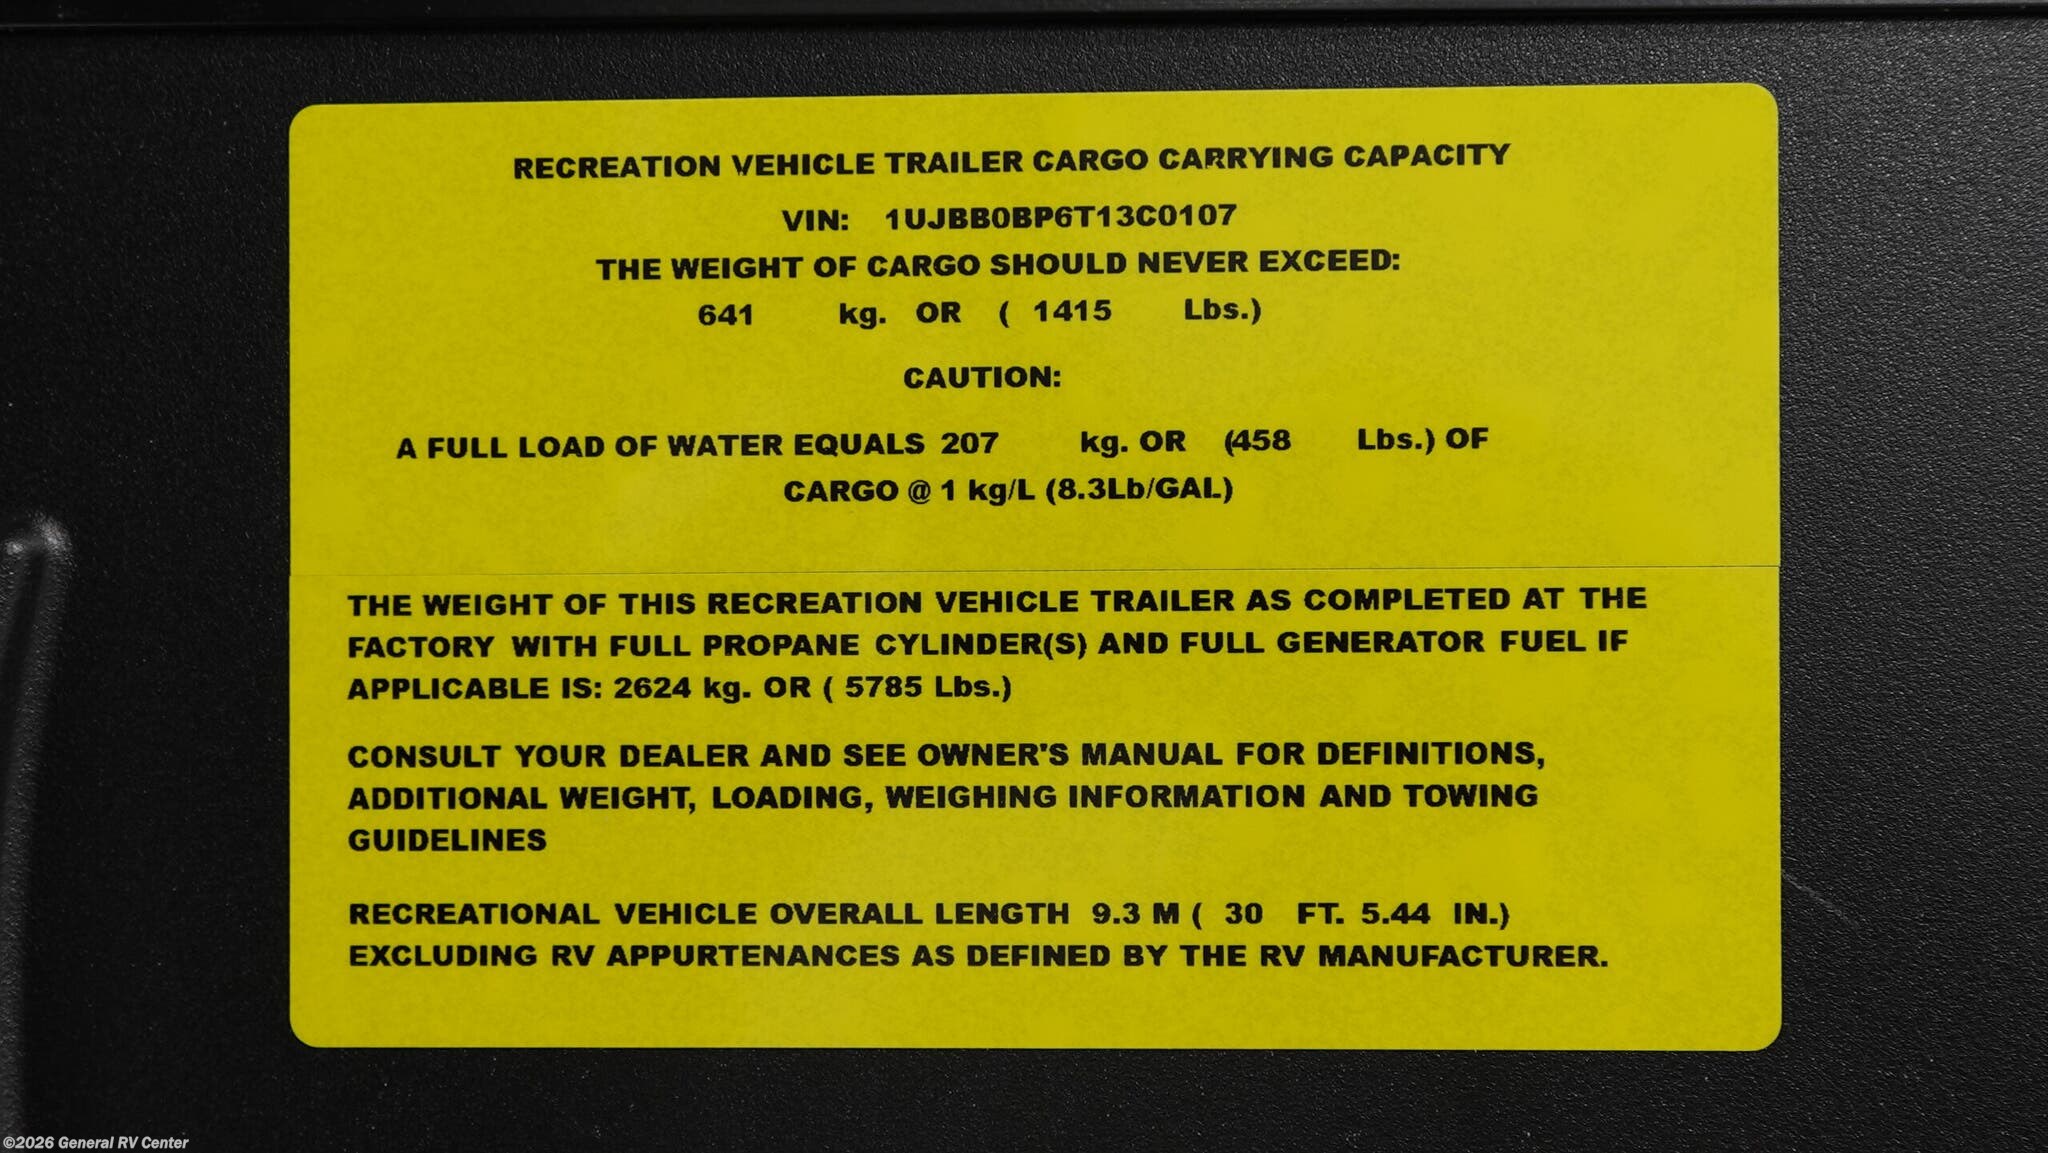 RECREATION VEHICLE TRAILER CARGO CARRYING CAPACITY
VIN: 1UJBB0BP6T13C0107
THE WEIGHT OF CARGO SHOULD NEVER EXCEED:
641 kg. OR ( 1415 Lbs.)
CAUTION:
A FULL LOAD OF WATER EQUALS 207 kg. OR (458 Lbs.) OF
CARGO @ 1 kg/L (8.3Lb/GAL)
THE WEIGHT OF THIS RECREATION VEHICLE TRAILER AS COMPLETED AT THE
FACTORY WITH FULL PROPANE CYLINDER(S) AND FULL GENERATOR FUEL IF
APPLICABLE IS: 2624 kg. OR ( 5785 Lbs.)
CONSULT YOUR DEALER AND SEE OWNER'S MANUAL FOR DEFINITIONS,
ADDITIONAL WEIGHT, LOADING, WEIGHING INFORMATION AND TOWING
GUIDELINES
RECREATIONAL VEHICLE OVERALL LENGTH 9.3 M ( 30 FT. 5.44 IN.)
EXCLUDING RV APPURTENANCES AS DEFINED BY THE RV MANUFACTURER.
©2026 General RV Center